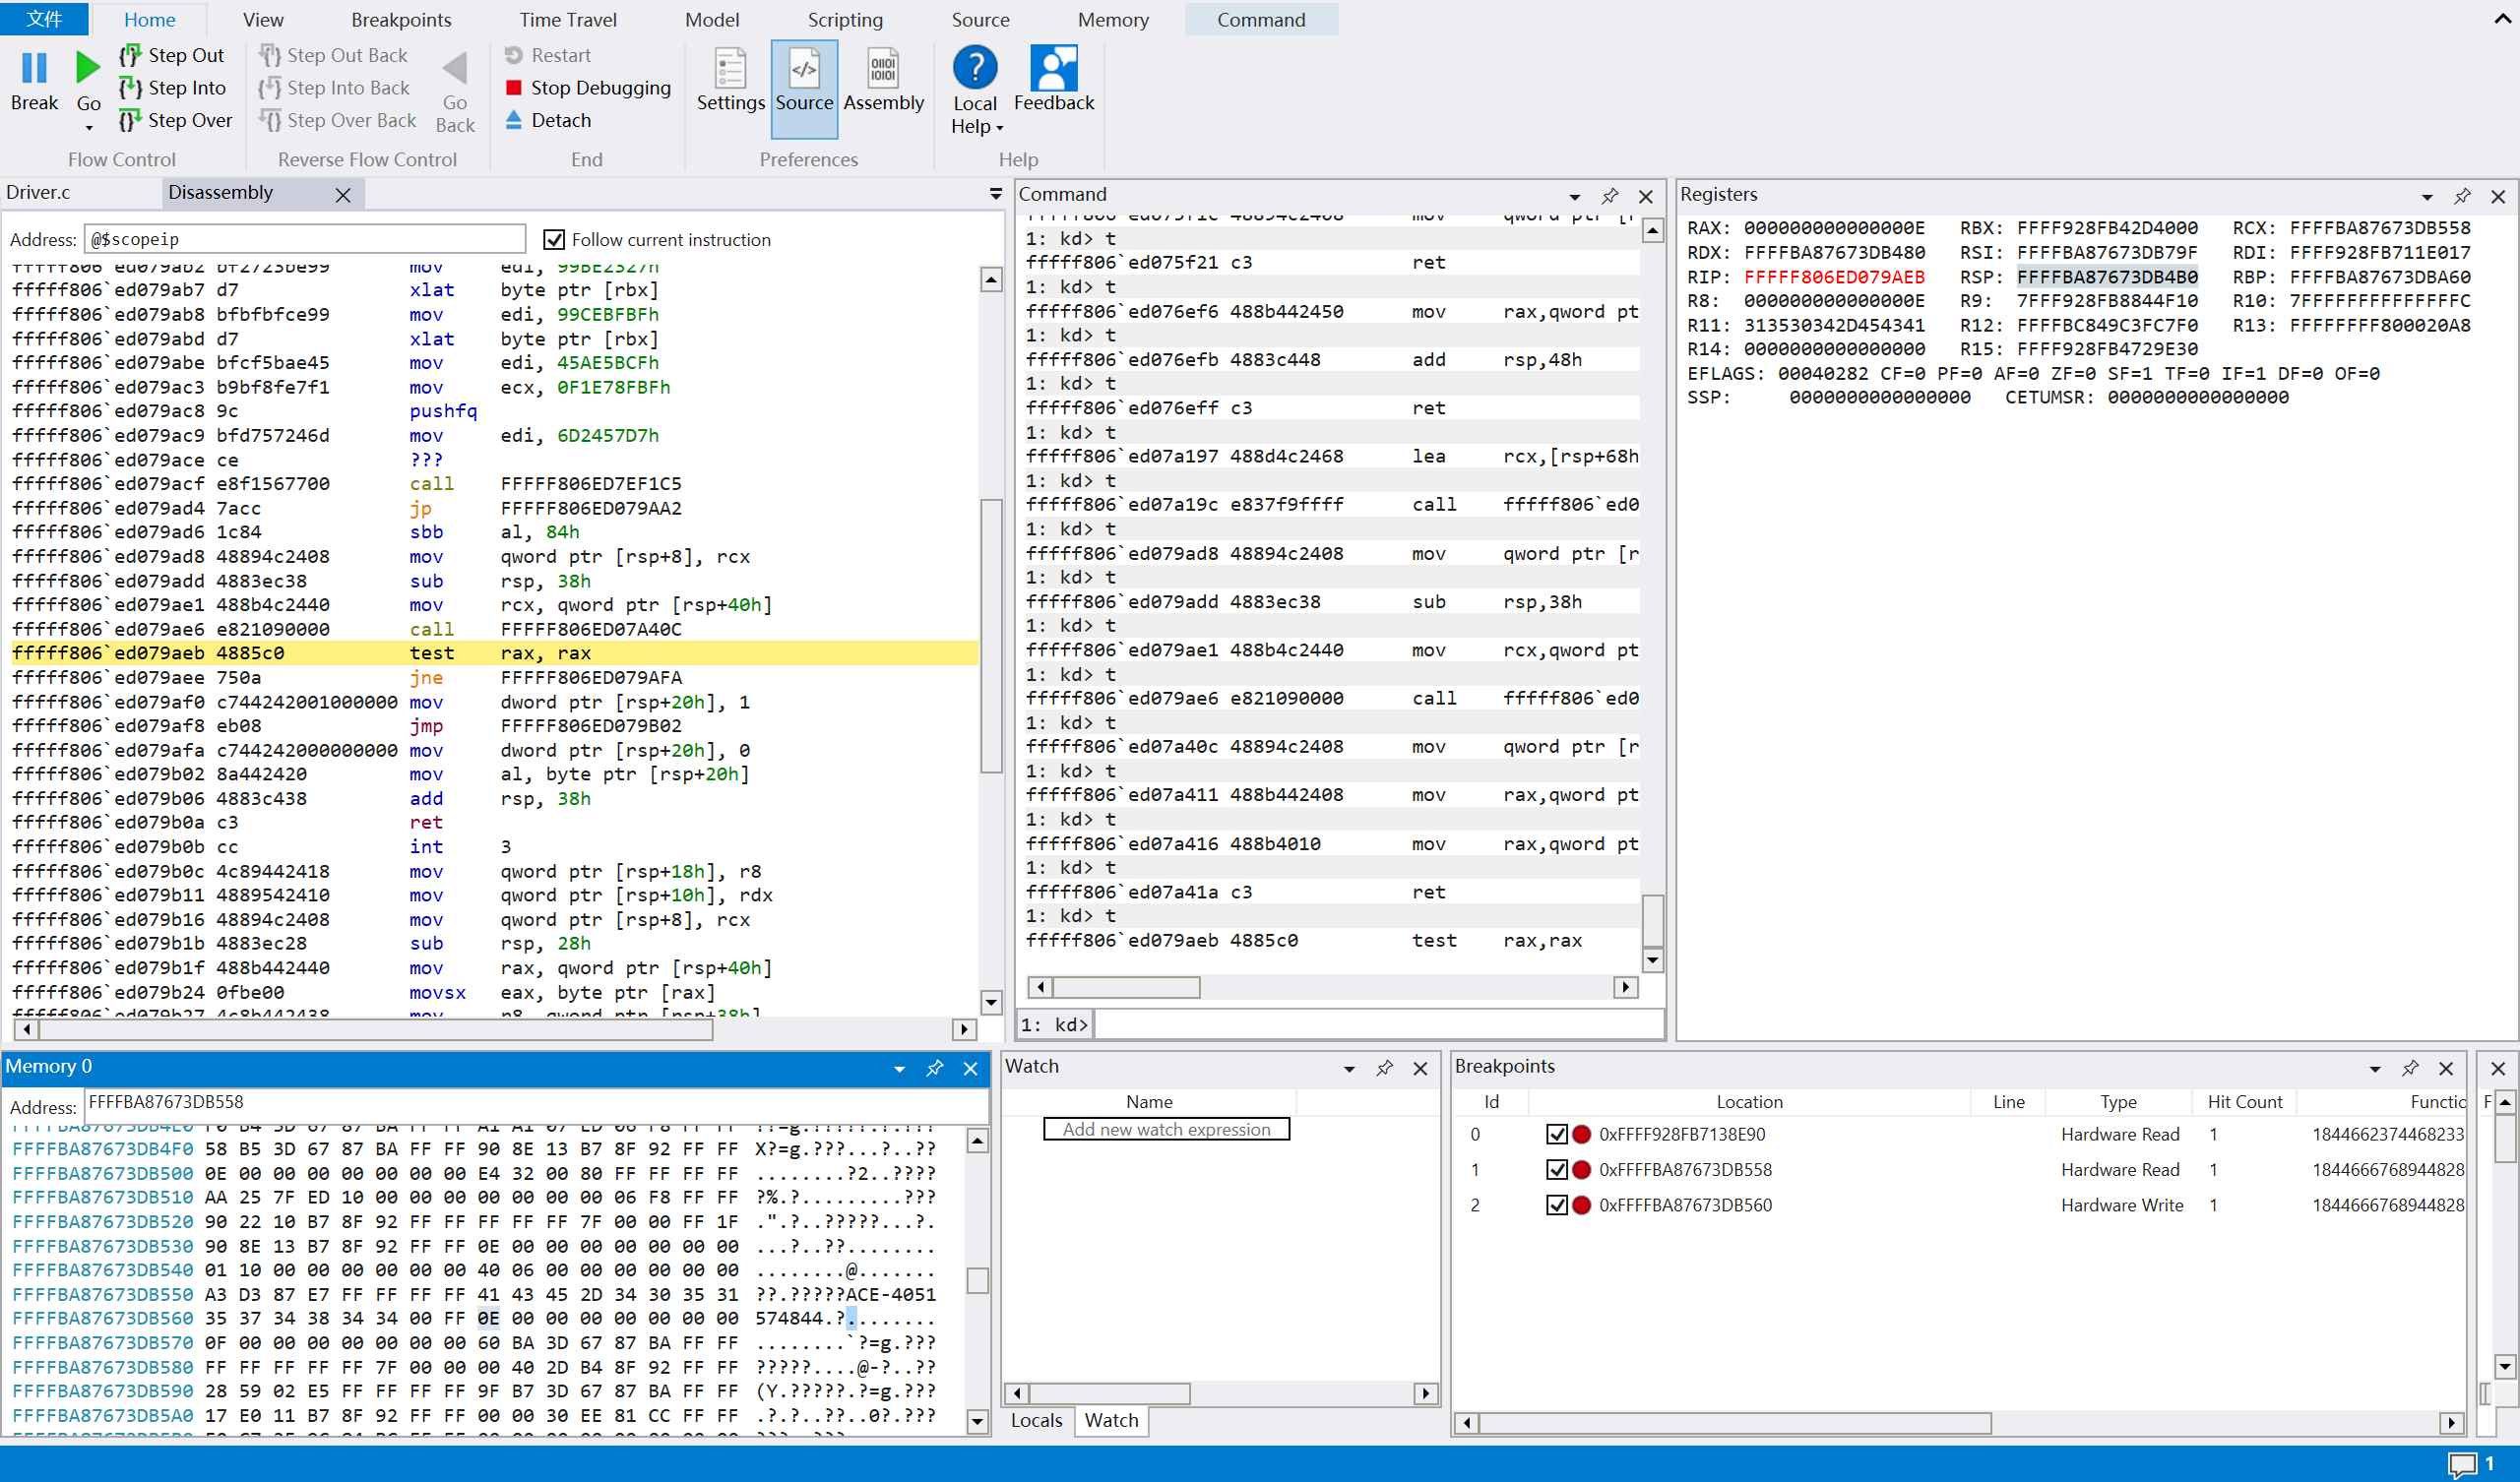 文件 Home View Breakpoints Time Travel Model Scripting Source Memory Command
Break Go Step Out Step Into Step Over
Flow Control
Step Out Back Step Into Back Step Over Back Go Back
Reverse Flow Control
Restart Stop Debugging Detach
End
Settings Source Assembly
Preferences
Local Help Feedback
Help
Driver.c Disassembly
Address: @$scopeip Follow current instruction
fffff806`ed079ab2 bf2723be99 mov edi, 99BE2327h
fffff806`ed079ab7 d7 xlat byte ptr [rbx]
fffff806`ed079ab8 bfbfbfce99 mov edi, 99CEBFBFh
fffff806`ed079abd d7 xlat byte ptr [rbx]
fffff806`ed079abe bfcf5bae45 mov edi, 45AE5BCFh
fffff806`ed079ac3 b9bf8fe7f1 mov ecx, 0F1E78FBFh
fffff806`ed079ac8 9c pushfq
fffff806`ed079ac9 bfd757246d mov edi, 6D2457D7h
fffff806`ed079ace ce ???
fffff806`ed079acf e8f1567700 call FFFFF806ED7EF1C5
fffff806`ed079ad4 7acc jp FFFFF806ED079AA2
fffff806`ed079ad6 1c84 sbb al, 84h
fffff806`ed079ad8 48894c2408 mov qword ptr [rsp+8], rcx
fffff806`ed079add 4883ec38 sub rsp, 38h
fffff806`ed079ae1 488b4c2440 mov rcx, qword ptr [rsp+40h]
fffff806`ed079ae6 e821090000 call FFFFF806ED07A40C
fffff806`ed079aeb 4885c0 test rax, rax
fffff806`ed079aee 750a jne FFFFF806ED079AFA
fffff806`ed079af0 c744242001000000 mov dword ptr [rsp+20h], 1
fffff806`ed079af8 eb08 jmp FFFFF806ED079B02
fffff806`ed079afa c744242000000000 mov dword ptr [rsp+20h], 0
fffff806`ed079b02 8a442420 mov al, byte ptr [rsp+20h]
fffff806`ed079b06 4883c438 add rsp, 38h
fffff806`ed079b0a c3 ret
fffff806`ed079b0b cc int 3
fffff806`ed079b0c 4c89442418 mov qword ptr [rsp+18h], r8
fffff806`ed079b11 4889542410 mov qword ptr [rsp+10h], rdx
fffff806`ed079b16 48894c2408 mov qword ptr [rsp+8], rcx
fffff806`ed079b1b 4883ec28 sub rsp, 28h
fffff806`ed079b1f 488b442440 mov rax, qword ptr [rsp+40h]
fffff806`ed079b24 0fbe00 movsx eax, byte ptr [rax]
fffff806`ed079b27 4c8b442438 mov r8, qword ptr [rsp+38h]
Command
fffff806`ed075f1c 48894c2408 mov qword ptr [r
1: kd> t
fffff806`ed075f21 c3 ret
1: kd> t
fffff806`ed076ef6 488b442450 mov rax,qword pt
1: kd> t
fffff806`ed076efb 4883c448 add rsp,48h
1: kd> t
fffff806`ed076eff c3 ret
1: kd> t
fffff806`ed07a197 488d4c2468 lea rcx,[rsp+68h
1: kd> t
fffff806`ed07a19c e837f9ffff call fffff806`ed0
1: kd> t
fffff806`ed079ad8 48894c2408 mov qword ptr [r
1: kd> t
fffff806`ed079add 4883ec38 sub rsp,38h
1: kd> t
fffff806`ed079ae1 488b4c2440 mov rcx,qword pt
1: kd> t
fffff806`ed079ae6 e821090000 call fffff806`ed0
1: kd> t
fffff806`ed07a40c 48894c2408 mov qword ptr [r
1: kd> t
fffff806`ed07a411 488b442408 mov rax,qword pt
1: kd> t
fffff806`ed07a416 488b4010 mov rax,qword pt
1: kd> t
fffff806`ed07a41a c3 ret
1: kd> t
fffff806`ed079aeb 4885c0 test rax,rax
1: kd>
Registers
RAX: 000000000000000E RBX: FFFF928FB42D4000 RCX: FFFFBA87673DB558
RDX: FFFFBA87673DB480 RSI: FFFFBA87673DB79F RDI: FFFF928FB711E017
RIP: FFFFF806ED079AEB RSP: FFFFBA87673DB4B0 RBP: FFFFBA87673DBA60
R8: 000000000000000E R9: 7FFF928FB8844F10 R10: 7FFFFFFFFFFFFFFC
R11: 313530342D454341 R12: FFFFBC849C3FC7F0 R13: FFFFFFFF800020A8
R14: 0000000000000000 R15: FFFF928FB4729E30
EFLAGS: 00040282 CF=0 PF=0 AF=0 ZF=0 SF=1 TF=0 IF=1 DF=0 OF=0
SSP: 0000000000000000 CETUMSR: 0000000000000000
Memory 0
Address: FFFFBA87673DB558
FFFFBA87673DB4F0 58 B5 3D 67 87 BA FF FF 90 8E 13 B7 8F 92 FF FF X?=g.???...?..??
FFFFBA87673DB500 0E 00 00 00 00 00 00 00 E4 32 00 80 FF FF FF FF ........?2..????
FFFFBA87673DB510 AA 25 7F ED 10 00 00 00 00 00 00 00 06 F8 FF FF ?%.?.........???
FFFFBA87673DB520 90 22 10 B7 8F 92 FF FF FF FF FF 7F 00 00 FF 1F .".?..?????...?.
FFFFBA87673DB530 90 8E 13 B7 8F 92 FF FF 0E 00 00 00 00 00 00 00 ...?..??........
FFFFBA87673DB540 01 10 00 00 00 00 00 00 40 06 00 00 00 00 00 00 ........@.......
FFFFBA87673DB550 A3 D3 87 E7 FF FF FF FF 41 43 45 2D 34 30 35 31 ??.?????ACE-4051
FFFFBA87673DB560 35 37 34 38 34 34 00 FF 0E 00 00 00 00 00 00 00 574844.?........
FFFFBA87673DB570 0F 00 00 00 00 00 00 00 60 BA 3D 67 87 BA FF FF ........`?=g.???
FFFFBA87673DB580 FF FF FF FF FF 7F 00 00 00 40 2D B4 8F 92 FF FF ?????....@-?..??
FFFFBA87673DB590 28 59 02 E5 FF FF FF FF 9F B7 3D 67 87 BA FF FF (Y.?????.?=g.???
FFFFBA87673DB5A0 17 E0 11 B7 8F 92 FF FF 00 00 30 EE 81 CC FF FF .?.?..??..0?.???
Watch
Name
Add new watch expression
Locals Watch
Breakpoints
Id Location Line Type Hit Count Functio
0 0xFFFF928FB7138E90 Hardware Read 1 1844662374468233
1 0xFFFFBA87673DB558 Hardware Read 1 1844666768944828
2 0xFFFFBA87673DB560 Hardware Write 1 1844666768944828
F
1